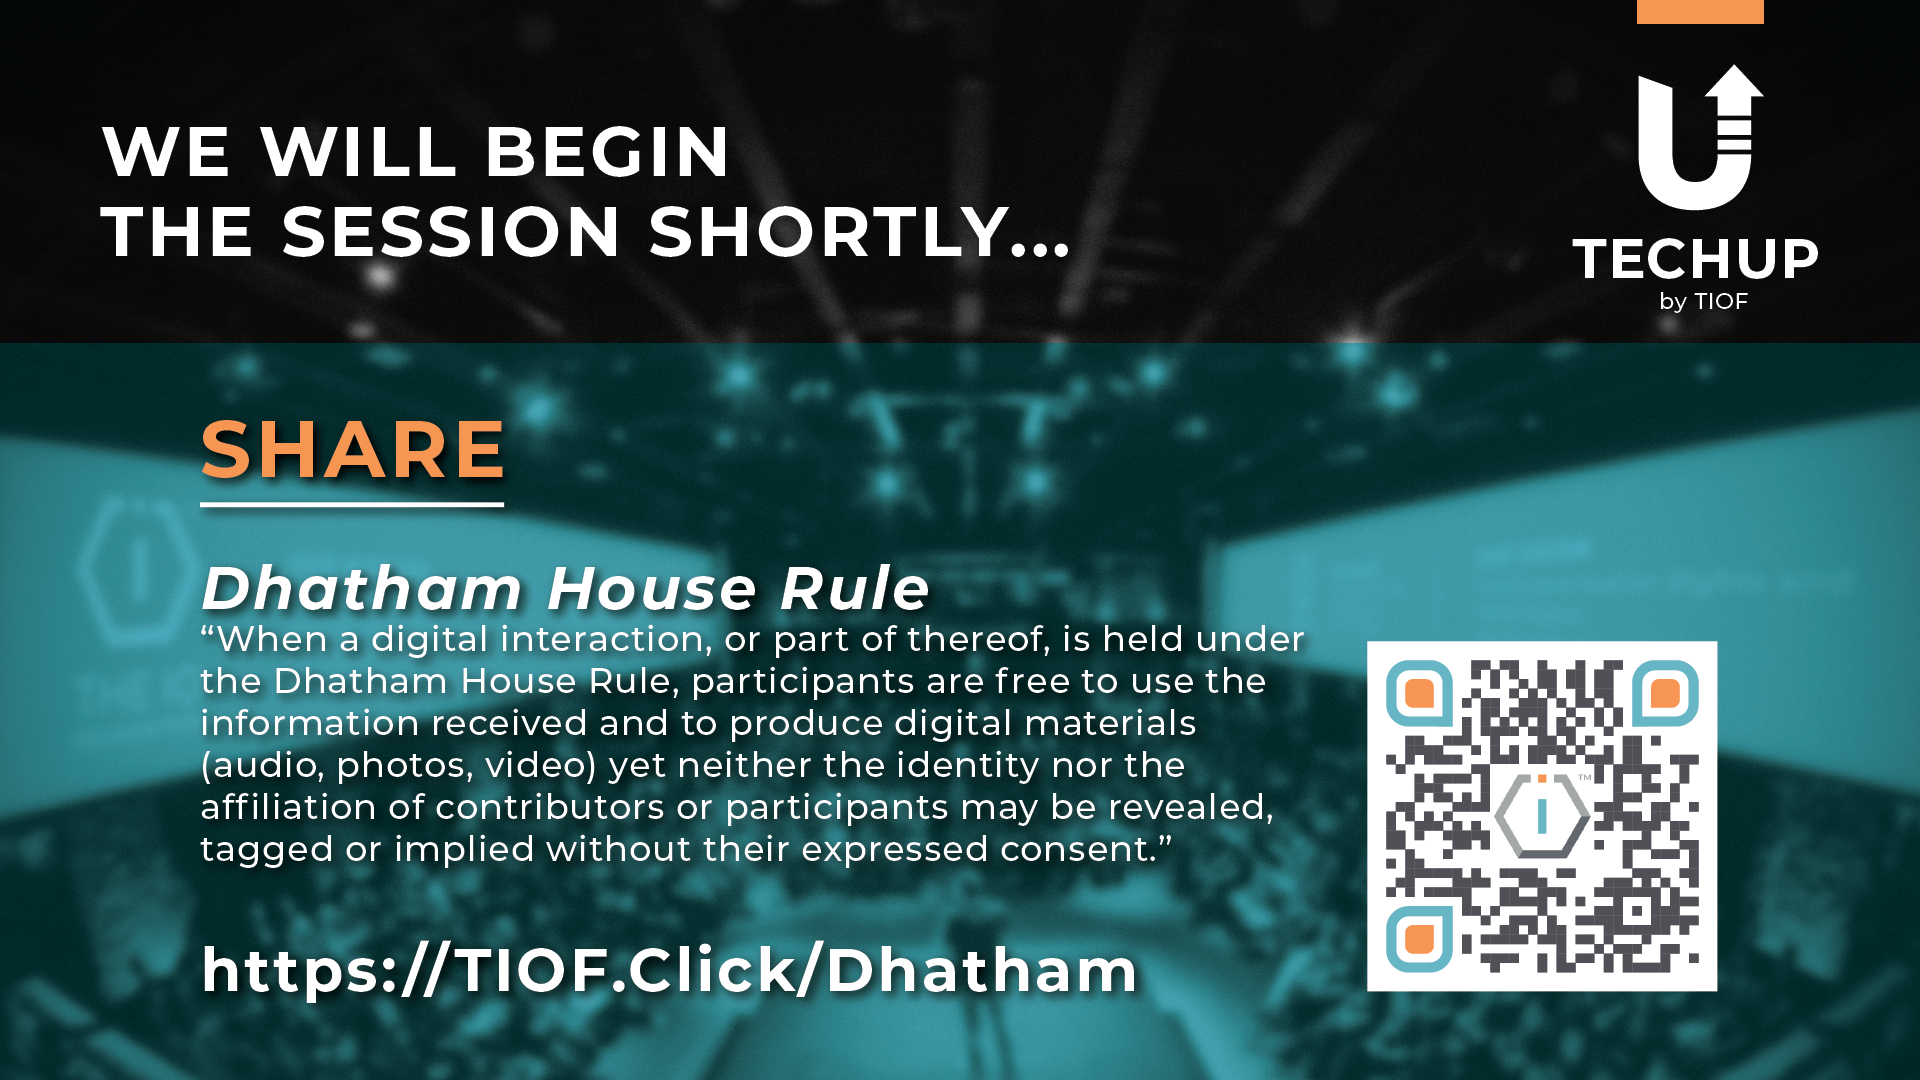 WE WILL BEGIN
THE SESSION SHORTLY...
TECHUP
by TIOF
SHARE
Dhatham House Rule
“When a digital interaction, or part of thereof, is held under
the Dhatham House Rule, participants are free to use the
information received and to produce digital materials
(audio, photos, video) yet neither the identity nor the
affiliation of contributors or participants may be revealed,
tagged or implied without their expressed consent.”
https://TIOF.Click/Dhatham
i
TM